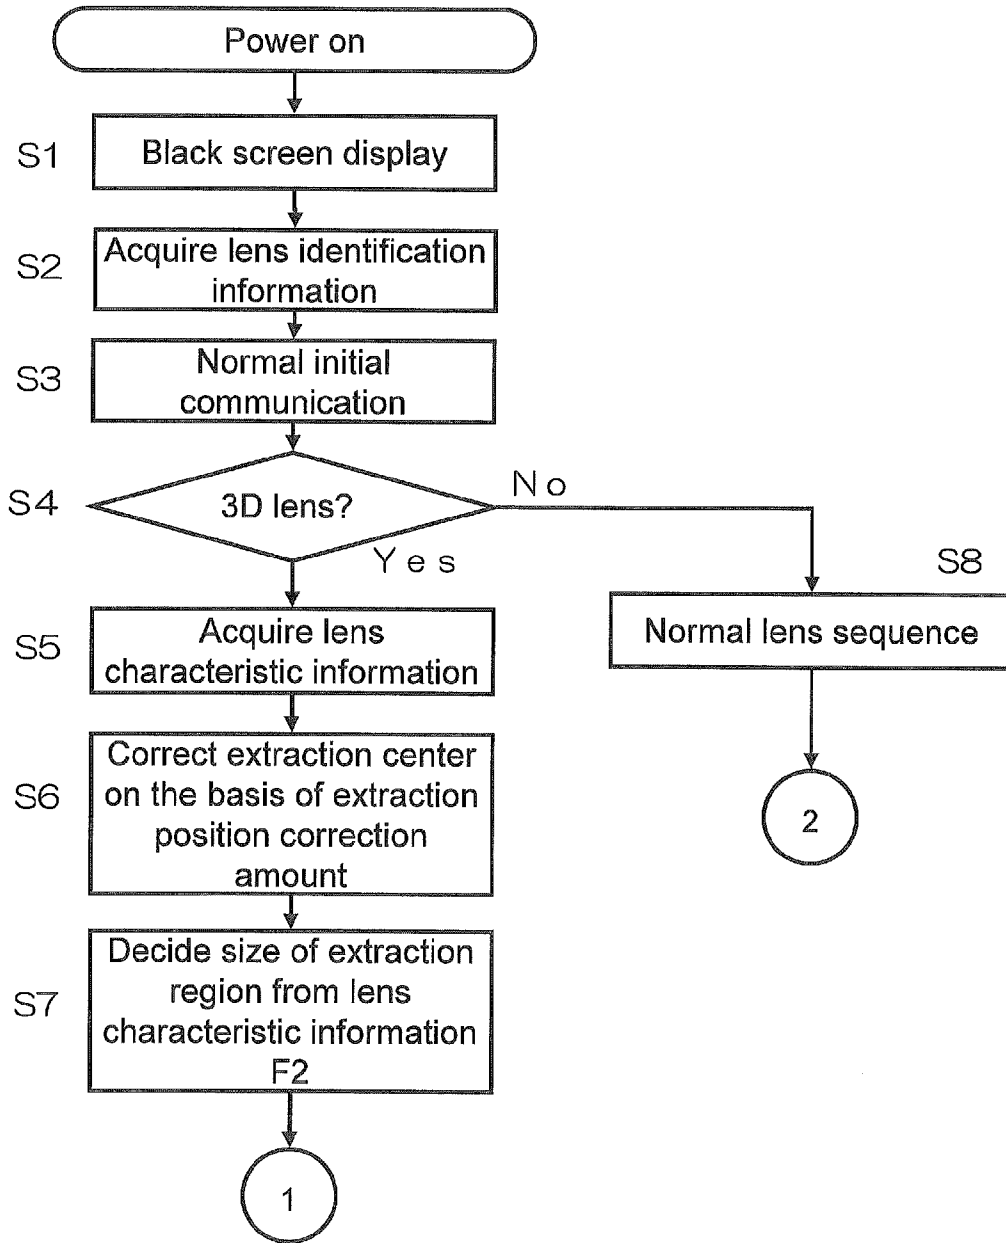 Power on
S1
Black screen display
S2
Acquire lens identification
information
S3
Normal initial
communication
S4
3D lens?
No
Yes
S8
Normal lens sequence
2
S5
Acquire lens
characteristic information
S6
Correct extraction center
on the basis of extraction
position correction
amount
S7
Decide size of extraction
region from lens
characteristic information
F2
1